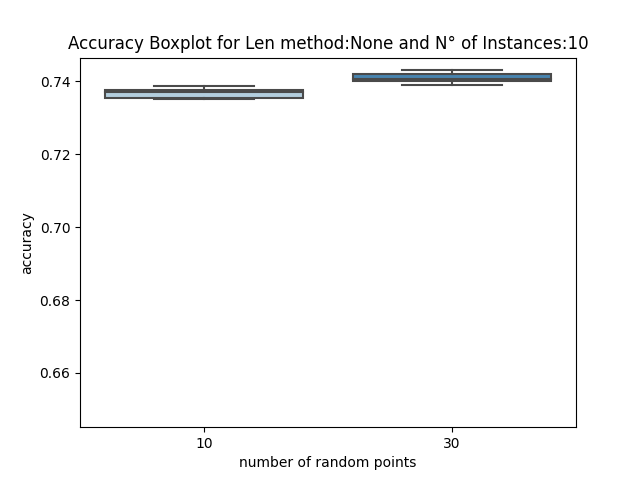 Accuracy Boxplot for Len method:None and N° of Instances:10
0.74
0.72
0.70
0.68
0.66
accuracy
10
30
number of random points